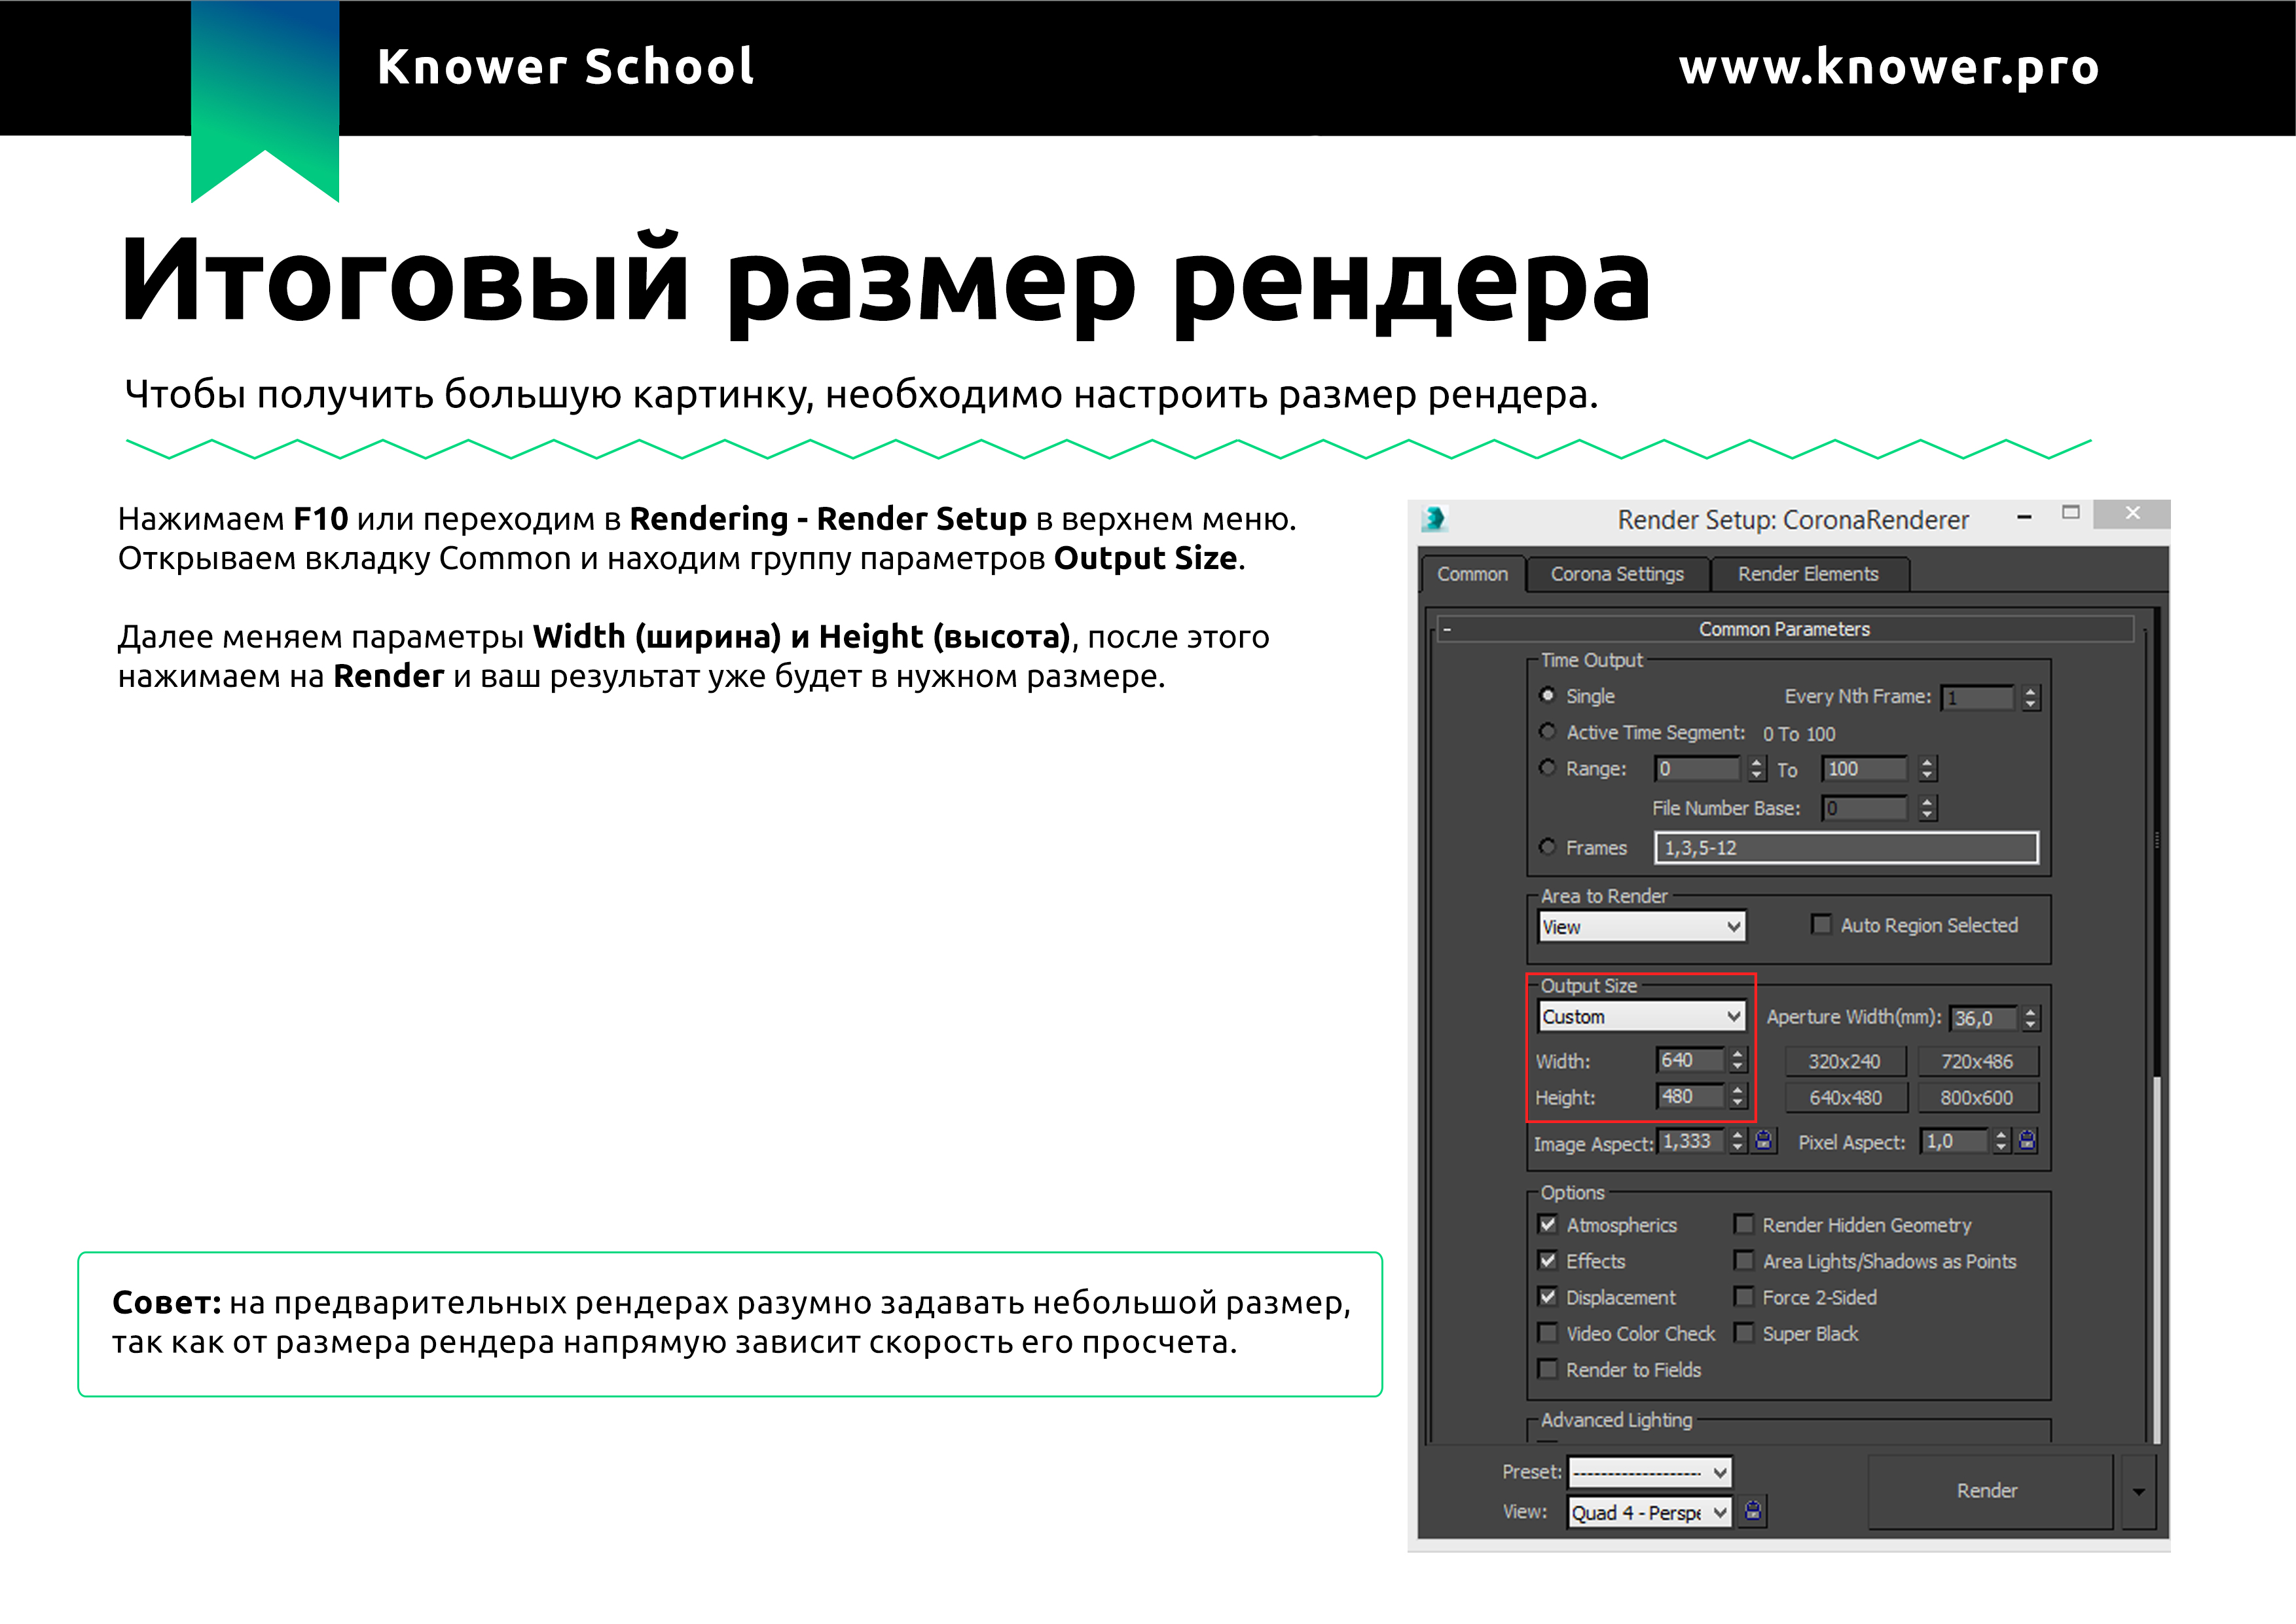 Knower School
www.knower.pro
Итоговый размер рендера
Чтобы получить большую картинку, необходимо настроить размер рендера.
Нажимаем F10 или переходим в Rendering - Render Setup в верхнем меню.
Открываем вкладку Common и находим группу параметров Output Size.
Далее меняем параметры Width (ширина) и Height (высота), после этого
нажимаем на Render и ваш результат уже будет в нужном размере.
Совет: на предварительных рендерах разумно задавать небольшой размер,
так как от размера рендера напрямую зависит скорость его просчета.
Render Setup: CoronaRenderer
Common Corona Settings Render Elements
- Common Parameters
Time Output
Single Every Nth Frame: 1
Active Time Segment: 0 To 100
Range: 0 To 100
File Number Base: 0
Frames 1,3,5-12
Area to Render
View Auto Region Selected
Output Size
Custom Aperture Width(mm): 36,0
Width: 640 320x240 720x486
Height: 480 640x480 800x600
Image Aspect: 1,333 Pixel Aspect: 1,0
Options
Atmospherics Render Hidden Geometry
Effects Area Lights/Shadows as Points
Displacement Force 2-Sided
Video Color Check Super Black
Render to Fields
Advanced Lighting
Preset: --------------------
View: Quad 4 - Perspe
Render